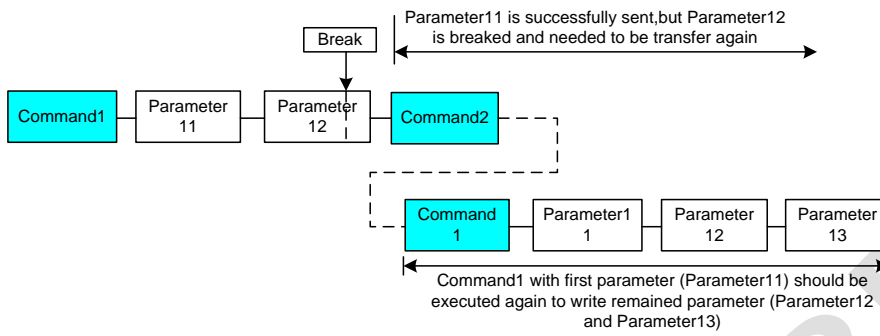 Parameter11 is successfully sent,but Parameter12
is breaked and needed to be transfer again
Break
Command1
Parameter
11
Parameter
12
Command2
Command
1
Parameter1
1
Parameter
12
Parameter
13
Command1 with first parameter (Parameter11) should be
executed again to write remained parameter (Parameter12
and Parameter13)